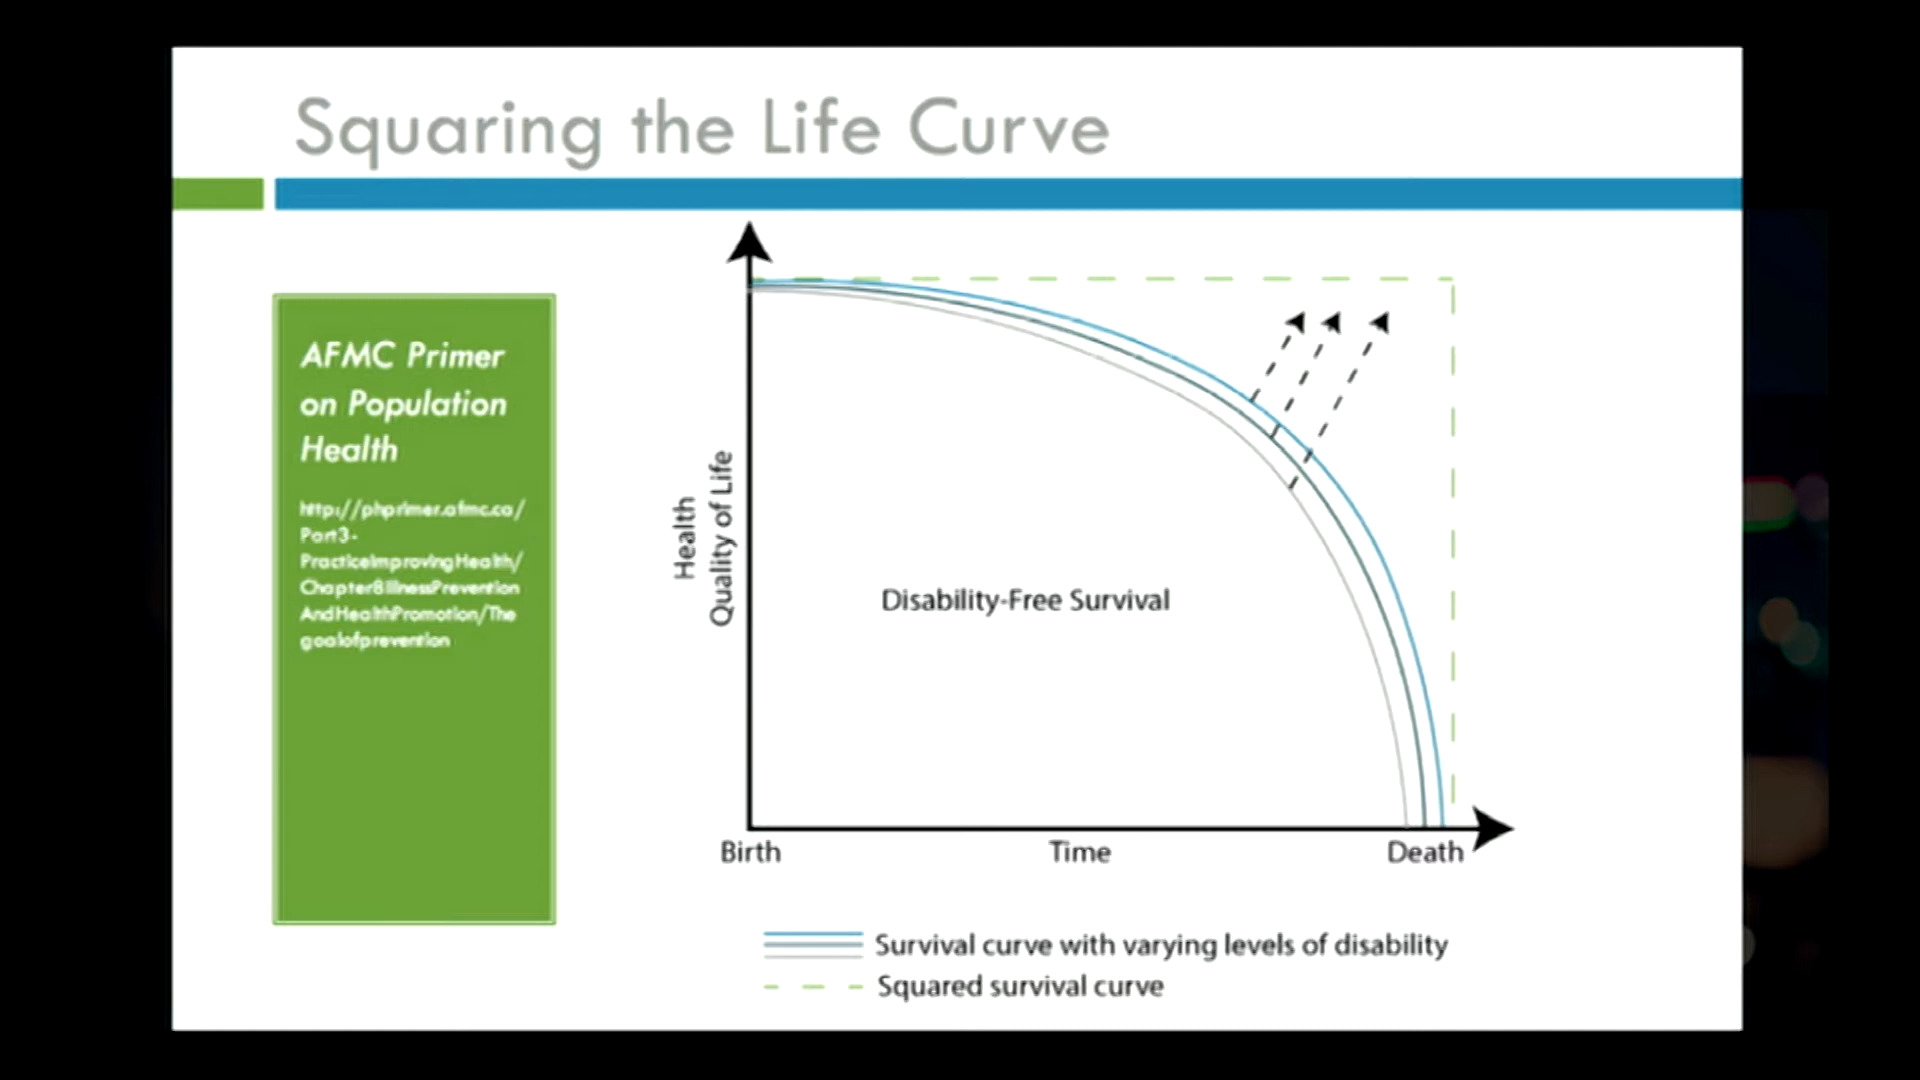 Squaring the Life Curve
AFMC Primer
on Population
Health
http://phprimer.afmc.ca/
Part3-
PracticeImprovingHealth/
Chapter8IllnessPrevention
AndHealthPromotion/The
goalofprevention
Health
Quality of Life
Disability-Free Survival
Birth Time Death
Survival curve with varying levels of disability
Squared survival curve